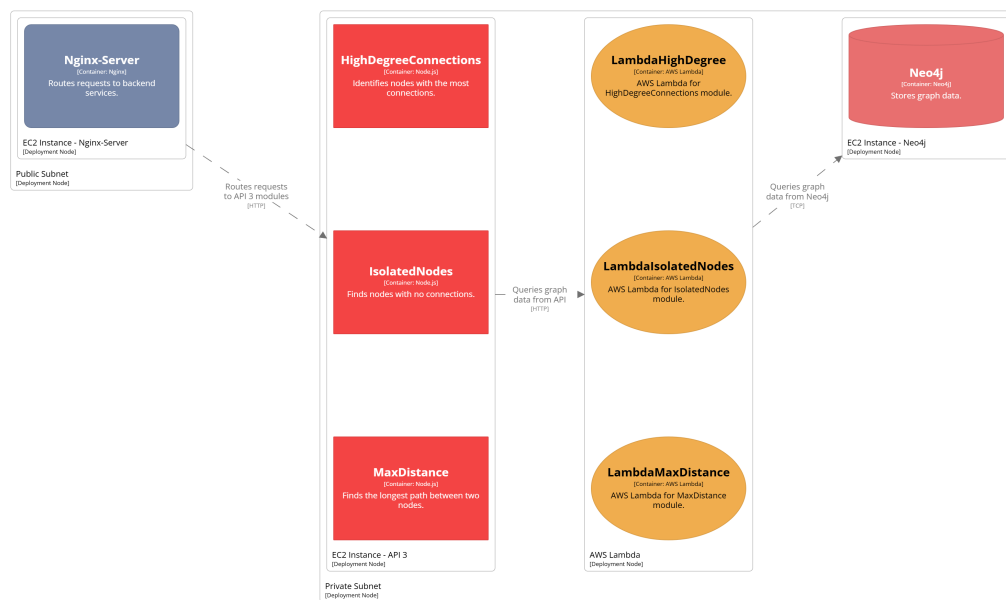 Nginx-Server
[Container: Nginx]
Routes requests to backend
services.
EC2 Instance - Nginx-Server
[Deployment Node]
Public Subnet
[Deployment Node]
Routes requests
to API 3 modules
[HTTP]
HighDegreeConnections
[Container: Node.js]
Identifies nodes with the most
connections.
IsolatedNodes
[Container: Node.js]
Finds nodes with no connections.
MaxDistance
[Container: Node.js]
Finds the longest path between two
nodes.
EC2 Instance - API 3
[Deployment Node]
Private Subnet
[Deployment Node]
Queries graph
data from API
[HTTP]
LambdaHighDegree
[Container: AWS Lambda]
AWS Lambda for
HighDegreeConnections module.
LambdaIsolatedNodes
[Container: AWS Lambda]
AWS Lambda for IsolatedNodes
module.
LambdaMaxDistance
[Container: AWS Lambda]
AWS Lambda for MaxDistance
module.
AWS Lambda
[Deployment Node]
Queries graph
data from Neo4j
[TCP]
Neo4j
[Container: Neo4j]
Stores graph data.
EC2 Instance - Neo4j
[Deployment Node]